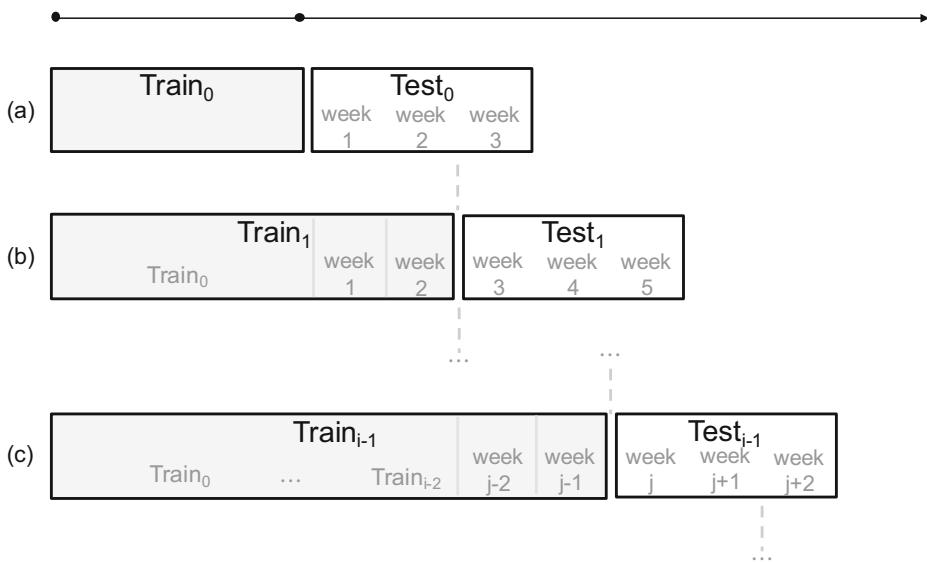 Train₀ Test₀
(a)
week week week
1 2 3
Train₁ Test₁
(b)
Train₀ week week week week week
1 2 3 4 5
...
...
Trainᵢ₋₁ Testᵢ₋₁
(c)
Train₀ ... Trainᵢ₋₂ week week week week week
j-2 j-1 j j+1 j+2
...